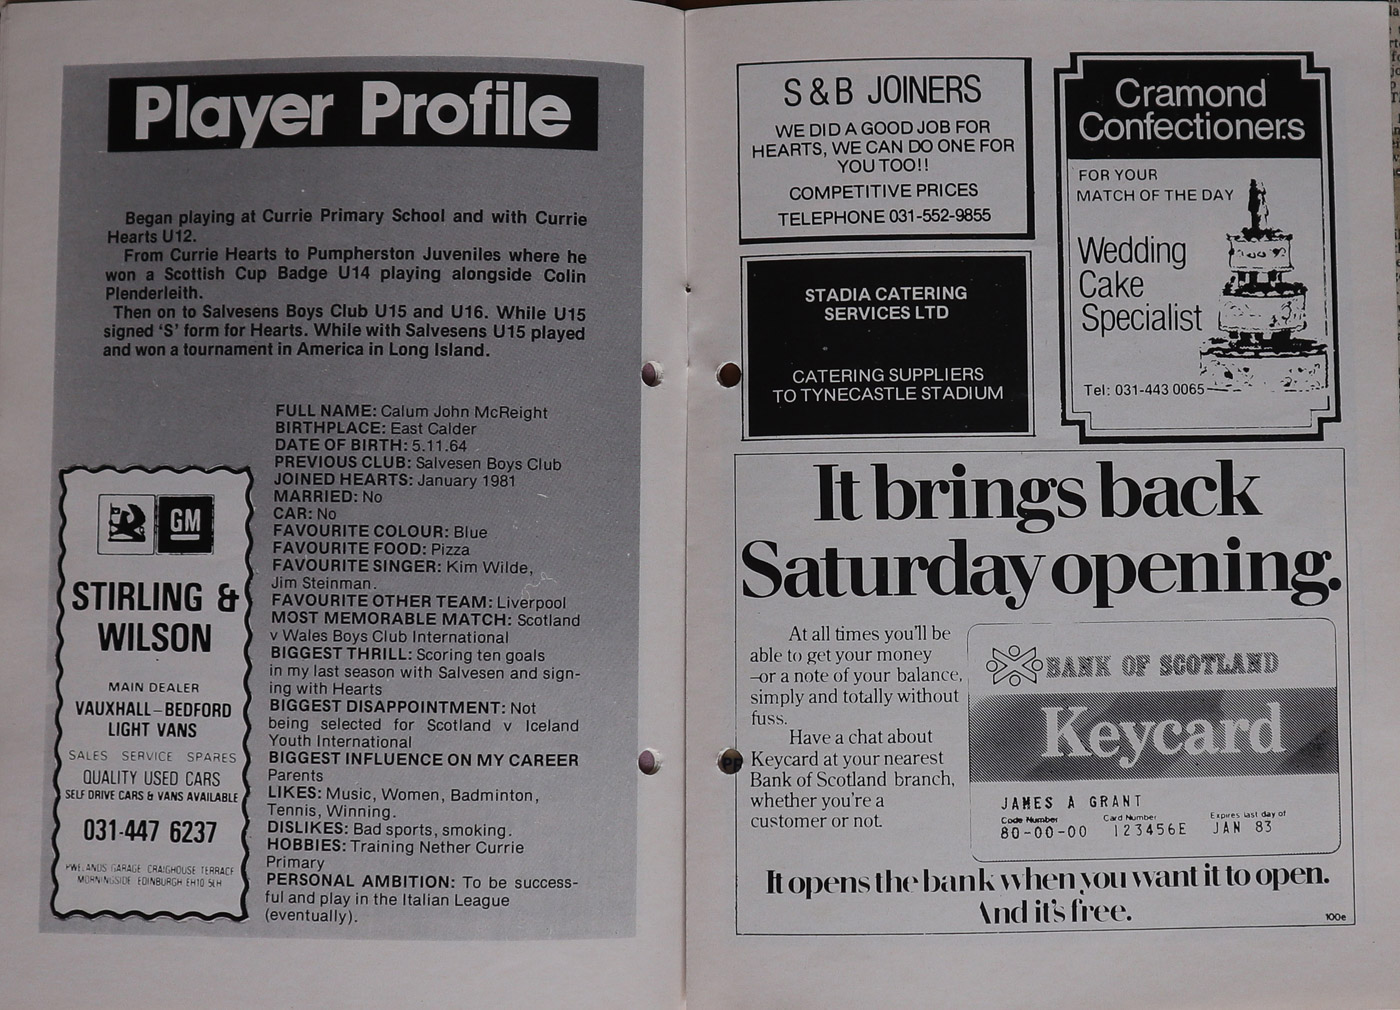 Player Profile
Began playing at Currie Primary School and with Currie
Hearts U12.
From Currie Hearts to Pumpherston Juveniles where he
won a Scottish Cup Badge U14 playing alongside Colin
Plenderleith.
Then on to Salvesens Boys Club U15 and U16. While U15
signed ‘S’ form for Hearts. While with Salvesens U15 played
and won a tournament in America in Long Island.
FULL NAME: Calum John McReight
BIRTHPLACE: East Calder
DATE OF BIRTH: 5.11.64
PREVIOUS CLUB: Salvesen Boys Club
JOINED HEARTS: January 1981
MARRIED: No
CAR: No
FAVOURITE COLOUR: Blue
FAVOURITE FOOD: Pizza
FAVOURITE SINGER: Kim Wilde,
Jim Steinman.
FAVOURITE OTHER TEAM: Liverpool
MOST MEMORABLE MATCH: Scotland
v Wales Boys Club International
BIGGEST THRILL: Scoring ten goals
in my last season with Salvesen and sign-
ing with Hearts
BIGGEST DISAPPOINTMENT: Not
being selected for Scotland v Iceland
Youth International
BIGGEST INFLUENCE ON MY CAREER
Parents
LIKES: Music, Women, Badminton,
Tennis, Winning.
DISLIKES: Bad sports, smoking.
HOBBIES: Training Nether Currie
Primary
PERSONAL AMBITION: To be success-
ful and play in the Italian League
(eventually).
GM
STIRLING &
WILSON
MAIN DEALER
VAUXHALL–BEDFORD
LIGHT VANS
SALES SERVICE SPARES
QUALITY USED CARS
SELF DRIVE CARS & VANS AVAILABLE
031-447 6237
GARAGE CRAIGHOUSE TERRACE
MORNINGSIDE EDINBURGH EH10 5LH
S & B JOINERS
WE DID A GOOD JOB FOR
HEARTS, WE CAN DO ONE FOR
YOU TOO!!
COMPETITIVE PRICES
TELEPHONE 031-552-9855
STADIA CATERING
SERVICES LTD
CATERING SUPPLIERS
TO TYNECASTLE STADIUM
Cramond
Confectioners
FOR YOUR
MATCH OF THE DAY
Wedding
Cake
Specialist
Tel: 031-443 0065
It brings back
Saturday opening.
At all times you'll be
able to get your money
–or a note of your balance,
simply and totally without
fuss.
Have a chat about
Keycard at your nearest
Bank of Scotland branch,
whether you're a
customer or not.
BANK OF SCOTLAND
Keycard
JAMES A GRANT
Code Number Card Number Expires last day of
80-00-00 123456E JAN 83
It opens the bank when you want it to open.
And it's free.
100e